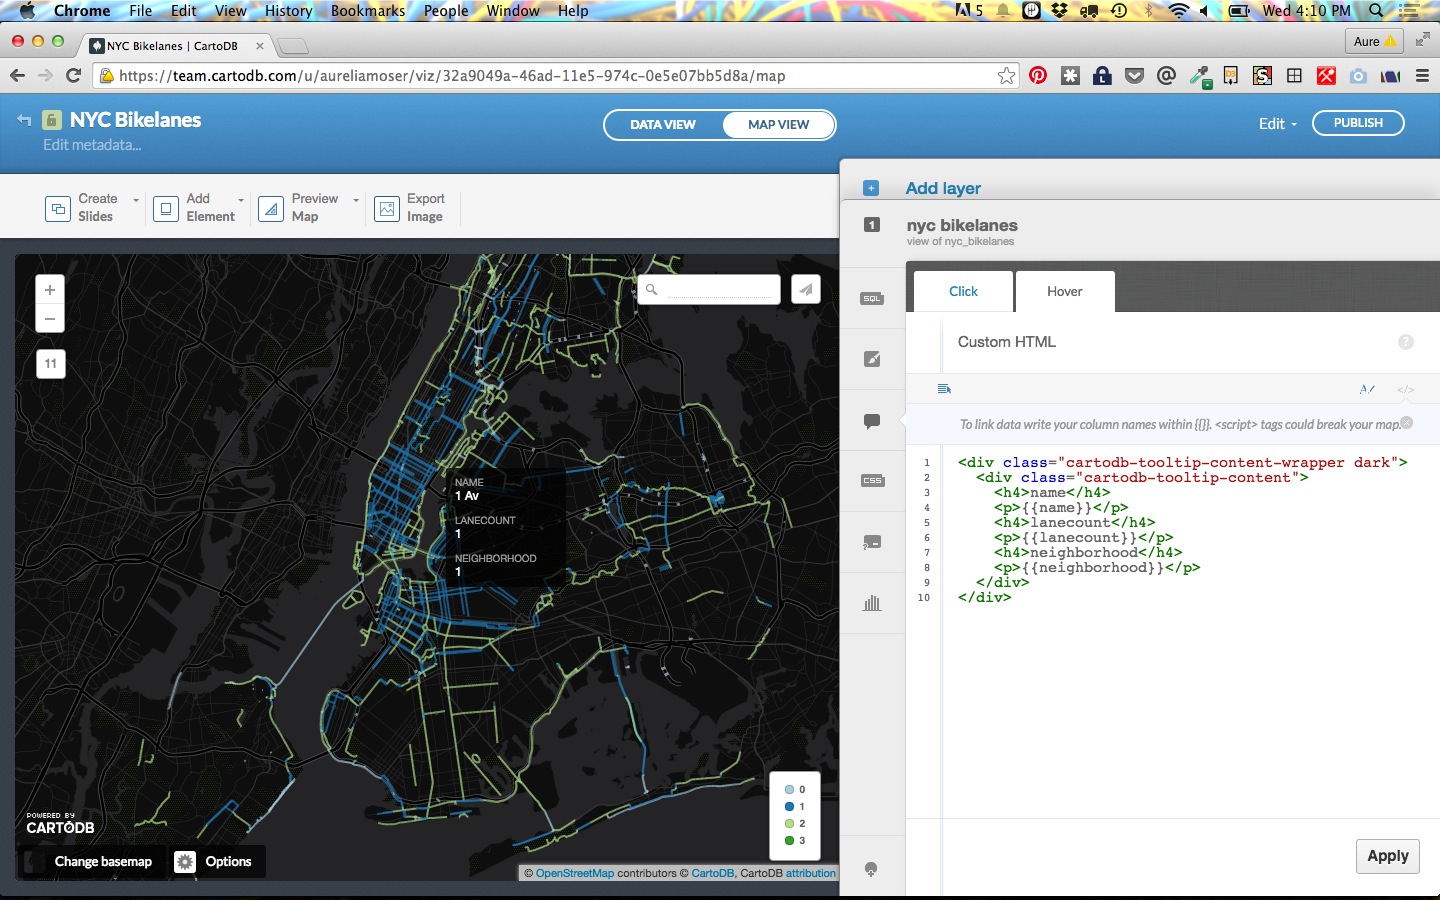 Chrome File Edit View History Bookmarks People Window Help 5 Wed 4:10 PM
NYC Bikelanes | CartoDB × Aure
https://team.cartodb.com/u/aureliamoser/viz/32a9049a-46ad-11e5-974c-0e5e07bb5d8a/map
NYC Bikelanes
Edit metadata...
DATA VIEW MAP VIEW
Edit PUBLISH
Create Slides
Add Element
Preview Map
Export Image
Add layer
1 nyc bikelanes
view of nyc_bikelanes
Click Hover
Custom HTML ?
SQL
CSS
A/ </>
To link data write your column names within {{}}. <script> tags could break your map.
1 <div class="cartodb-tooltip-content-wrapper dark">
2 <div class="cartodb-tooltip-content">
3 <h4>name</h4>
4 <p>{{name}}</p>
5 <h4>lanecount</h4>
6 <p>{{lanecount}}</p>
7 <h4>neighborhood</h4>
8 <p>{{neighborhood}}</p>
9 </div>
10 </div>
+
−
11
NAME
1 Av
LANECOUNT
1
NEIGHBORHOOD
1
0
1
2
3
POWERED BY
CARTODB
Change basemap Options
© OpenStreetMap contributors © CartoDB, CartoDB attribution
Apply